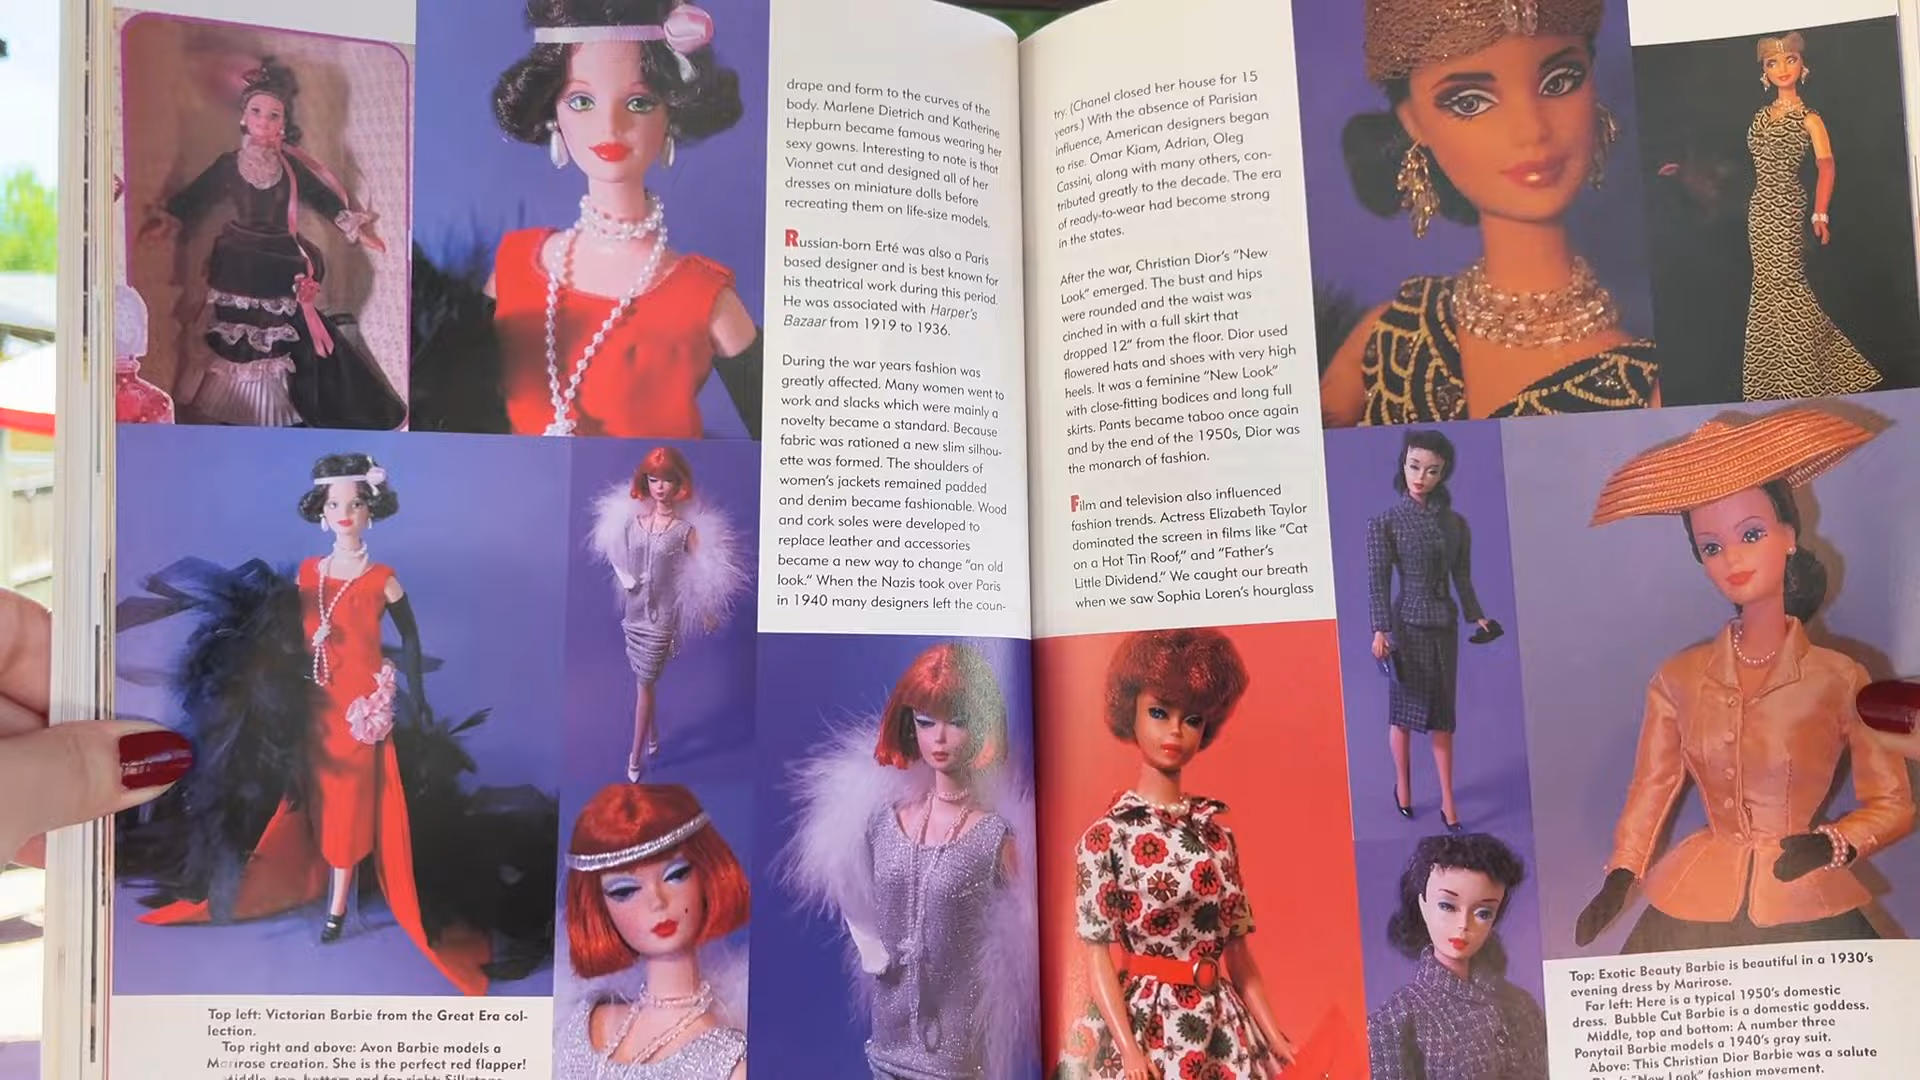 drape and form to the curves of the
body. Marlene Dietrich and Katherine
Hepburn became famous wearing her
sexy gowns. Interesting to note is that
Vionnet cut and designed all of her
dresses on miniature dolls before
recreating them on life-size models.
Russian-born Erté was also a Paris
based designer and is best known for
his theatrical work during this period.
He was associated with Harper's
Bazaar from 1919 to 1936.
During the war years fashion was
greatly affected. Many women went to
work and slacks which were mainly a
novelty became a standard. Because
fabric was rationed a new slim silhou-
ette was formed. The shoulders of
women's jackets remained padded
and denim became fashionable. Wood
and cork soles were developed to
replace leather and accessories
became a new way to change "an old
look." When the Nazis took over Paris
in 1940 many designers left the coun-
Top left: Victorian Barbie from the Great Era col-
lection.
Top right and above: Avon Barbie models a
Marirose creation. She is the perfect red flapper!
Middle, top, bottom and far right:
try. (Chanel closed her house for 15
years.) With the absence of Parisian
influence, American designers began
to rise. Omar Kiam, Adrian, Oleg
Cassini, along with many others, con-
tributed greatly to the decade. The era
of ready-to-wear had become strong
in the states.
After the war, Christian Dior's "New
Look" emerged. The bust and hips
were rounded and the waist was
cinched in with a full skirt that
dropped 12" from the floor. Dior used
flowered hats and shoes with very high
heels. It was a feminine "New Look"
with close-fitting bodices and long full
skirts. Pants became taboo once again
and by the end of the 1950s, Dior was
the monarch of fashion.
Film and television also influenced
fashion trends. Actress Elizabeth Taylor
dominated the screen in films like "Cat
on a Hot Tin Roof," and "Father's
Little Dividend." We caught our breath
when we saw Sophia Loren's hourglass
Top: Exotic Beauty Barbie is beautiful in a 1930's
evening dress by Marirose.
Far left: Here is a typical 1950's domestic
dress. Bubble Cut Barbie is a domestic goddess.
Middle, top and bottom: A number three
Ponytail Barbie models a 1940's gray suit.
Above: This Christian Dior Barbie was a salute
"New Look" fashion movement.